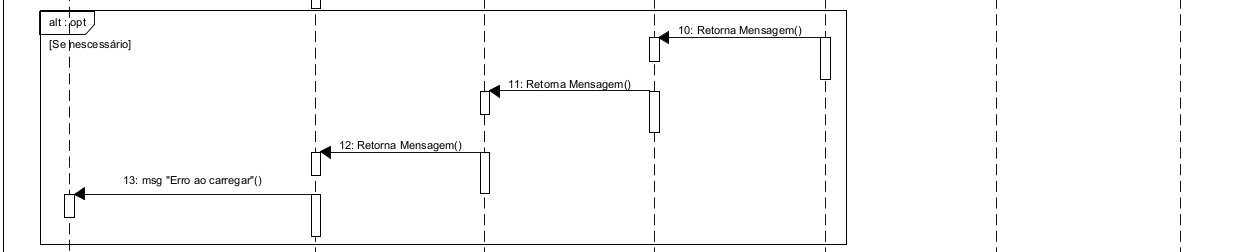 alt : opt
[Se nescessário]
10: Retorna Mensagem()
11: Retorna Mensagem()
12: Retorna Mensagem()
13: msg "Erro ao carregar"()